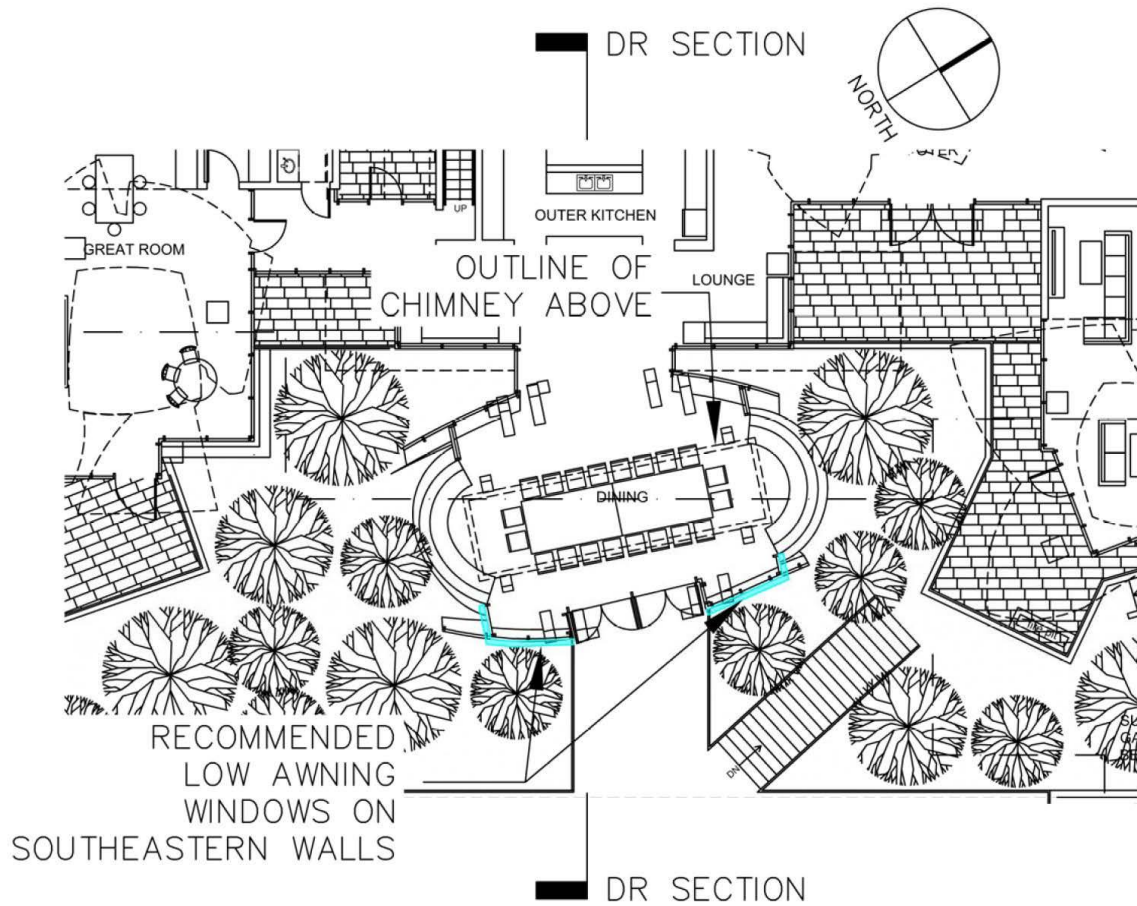 DR SECTION
NORTH
UP
OUTER KITCHEN
GREAT ROOM
OUTLINE OF
CHIMNEY ABOVE
LOUNGE
DINING
DN
RECOMMENDED
LOW AWNING
WINDOWS ON
SOUTHEASTERN WALLS
DR SECTION